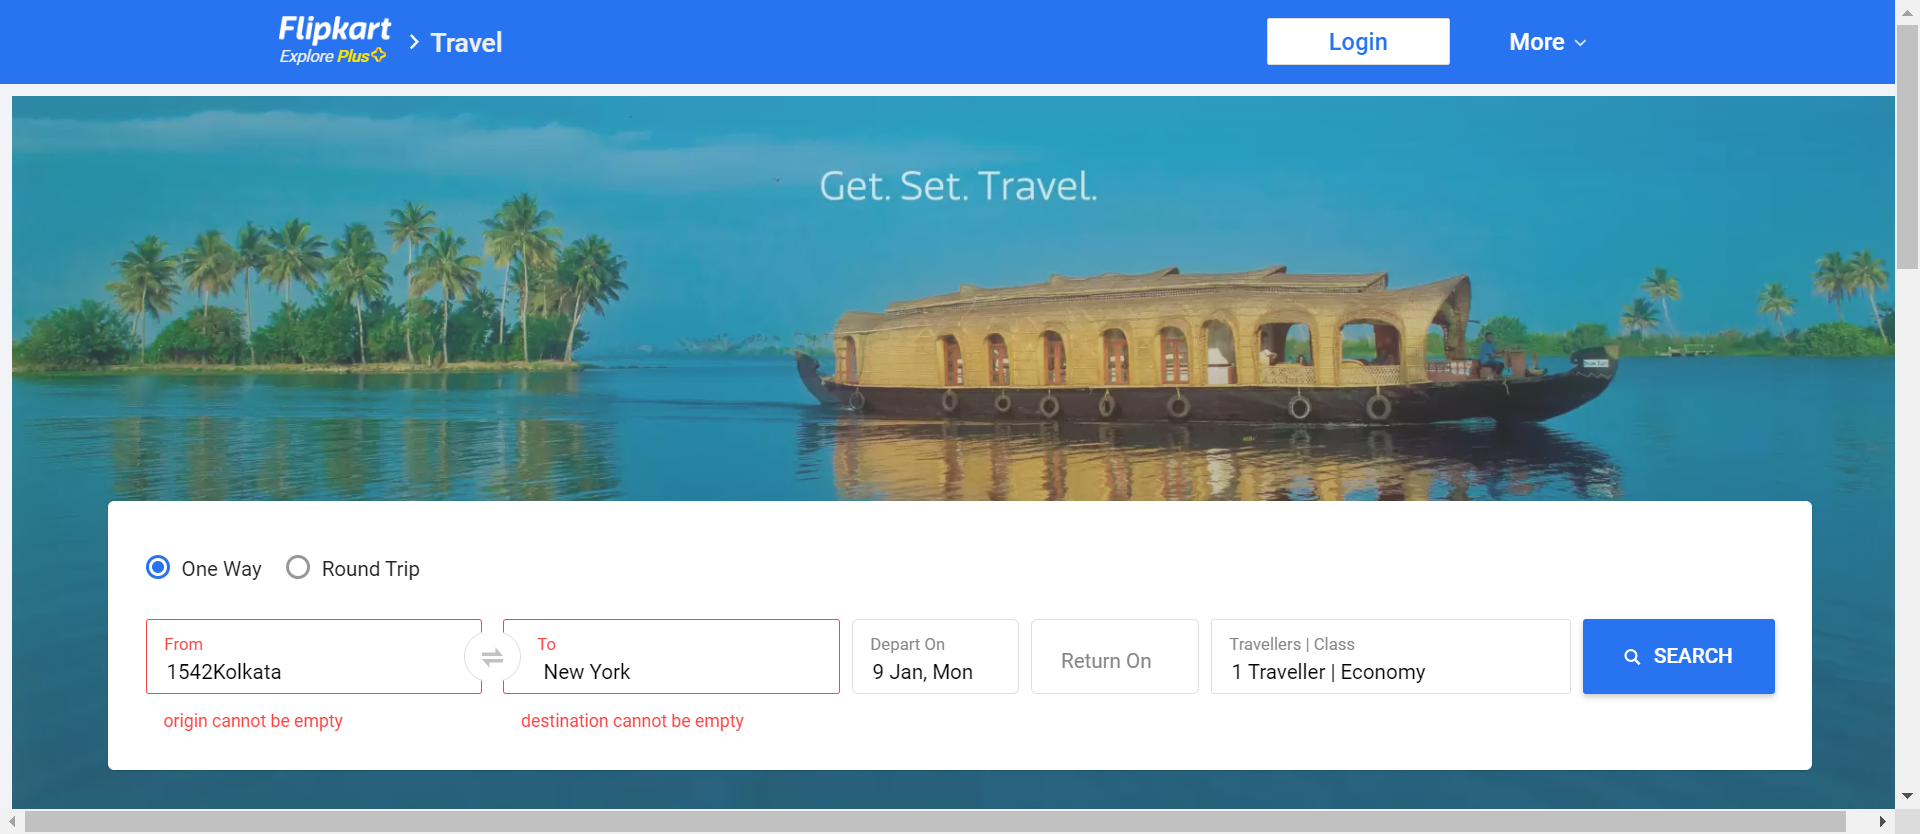 Flipkart
Explore Plus
Travel
Login
More
Get. Set. Travel.
One Way
Round Trip
From
1542Kolkata
To
New York
Depart On
9 Jan, Mon
Return On
Travellers | Class
1 Traveller | Economy
SEARCH
origin cannot be empty
destination cannot be empty